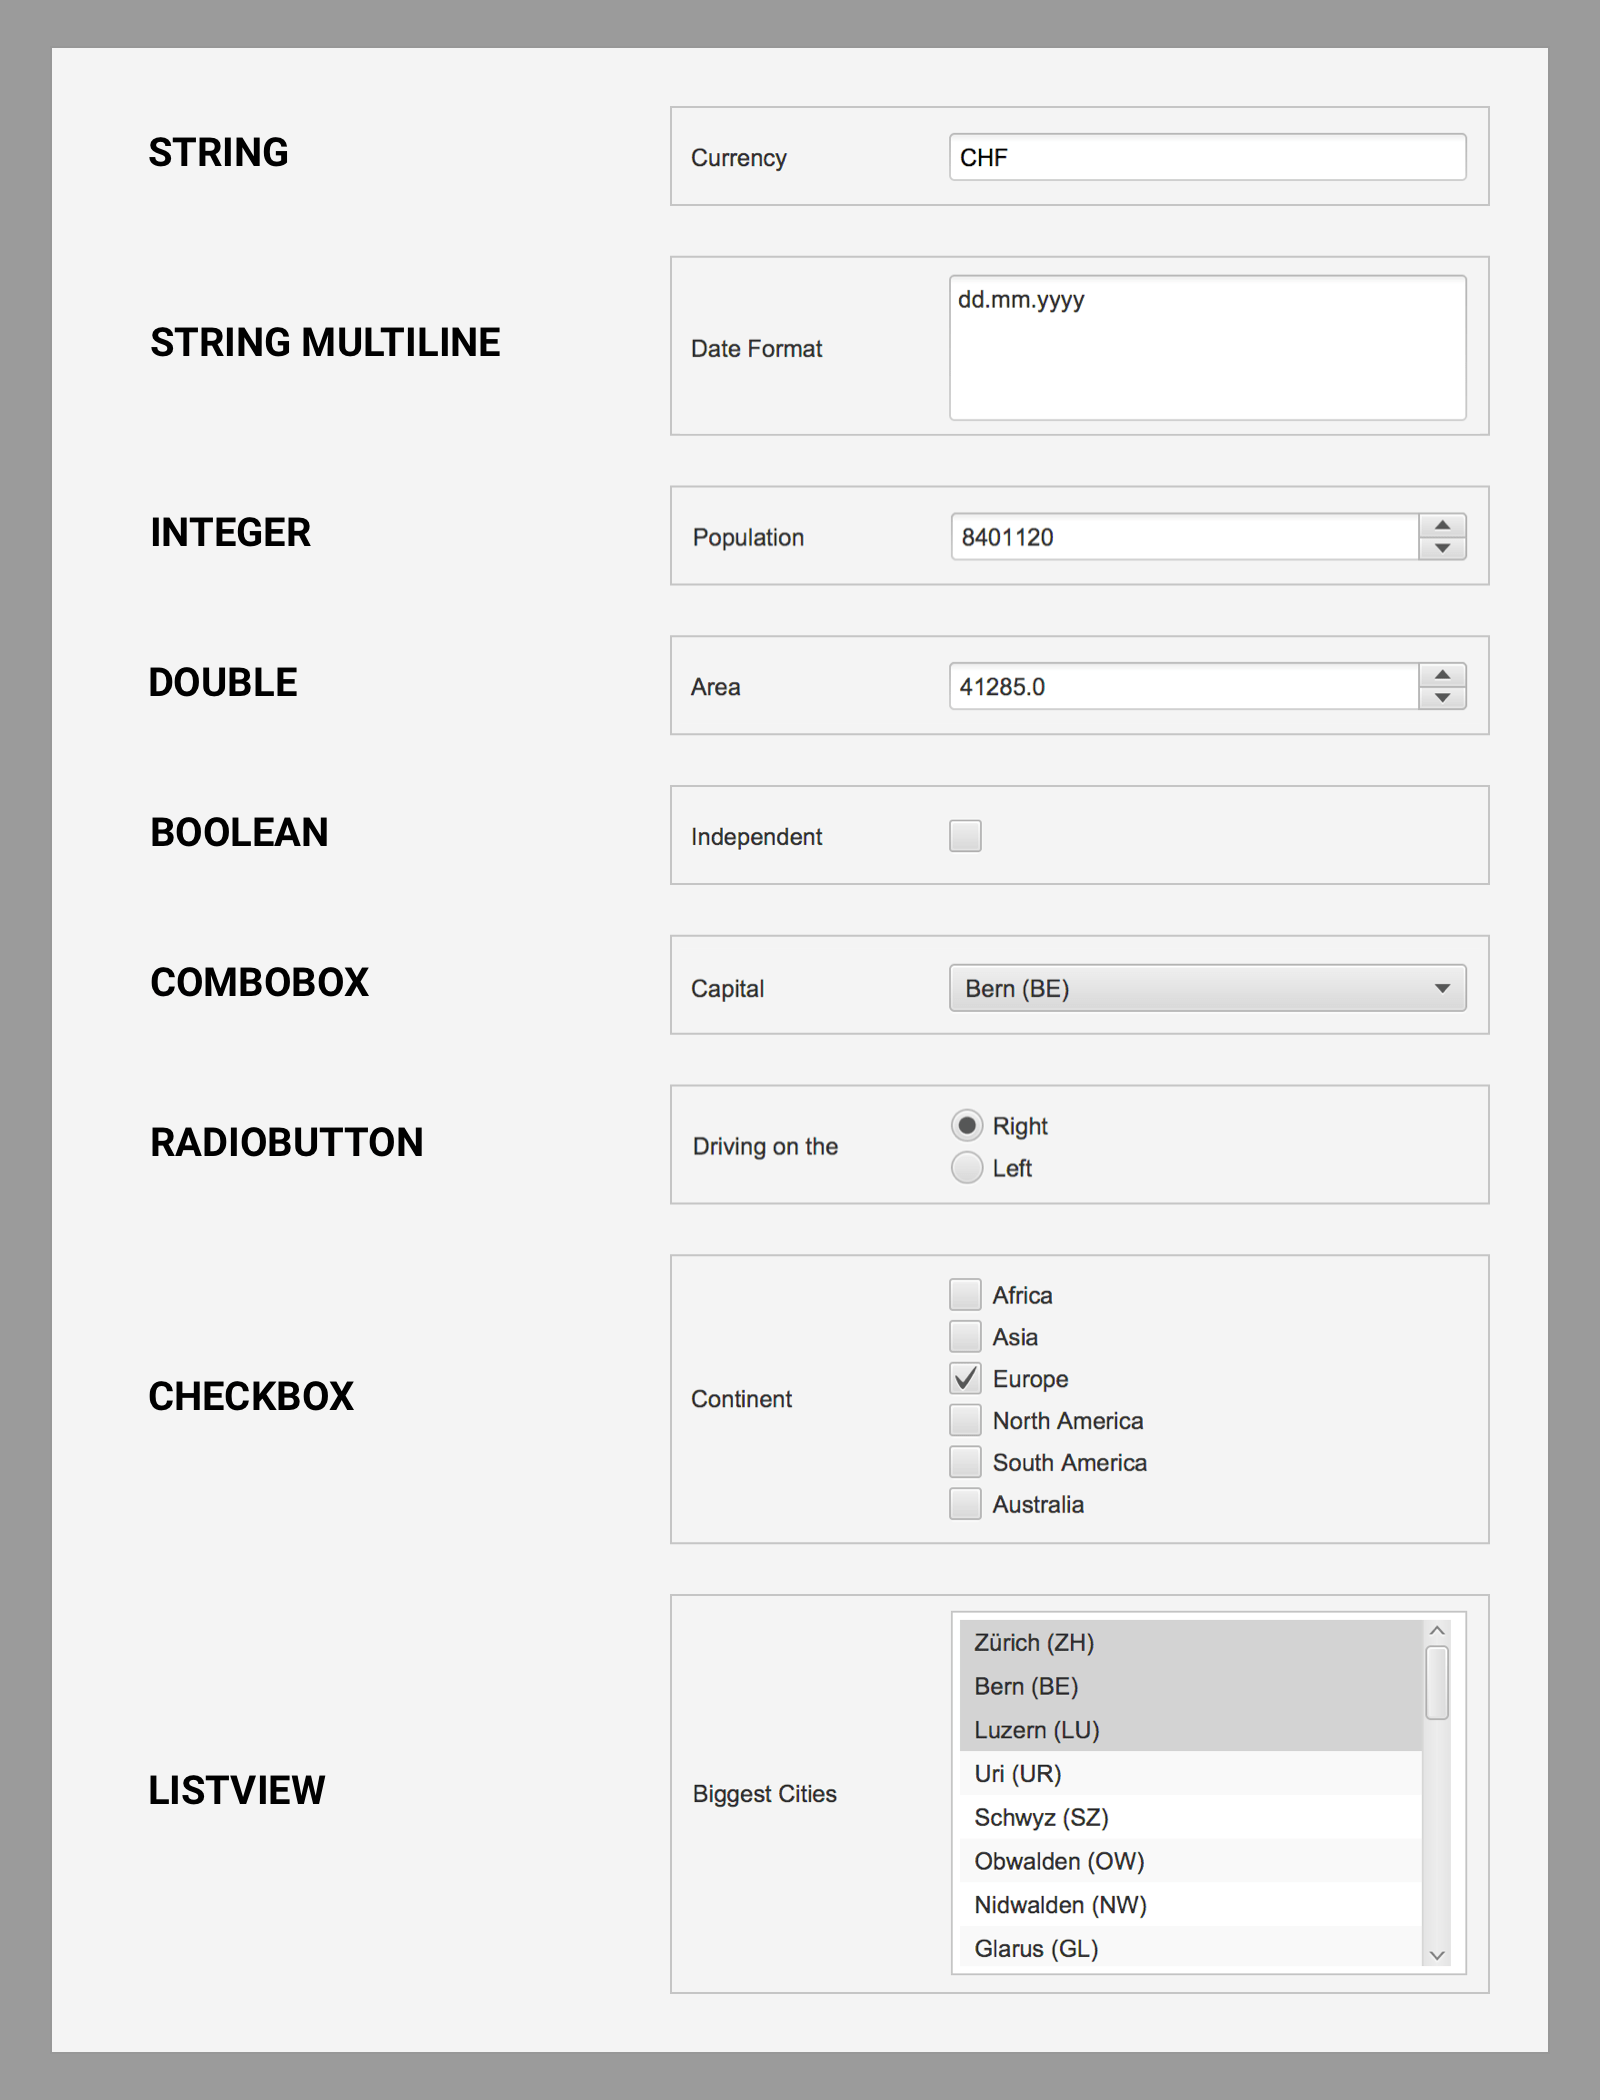 STRING
Currency
CHF
STRING MULTILINE
Date Format
dd.mm.yyyy
INTEGER
Population
8401120
DOUBLE
Area
41285.0
BOOLEAN
Independent
COMBOBOX
Capital
Bern (BE)
RADIOBUTTON
Driving on the
Right
Left
CHECKBOX
Continent
Africa
Asia
Europe
North America
South America
Australia
LISTVIEW
Biggest Cities
Zürich (ZH)
Bern (BE)
Luzern (LU)
Uri (UR)
Schwyz (SZ)
Obwalden (OW)
Nidwalden (NW)
Glarus (GL)